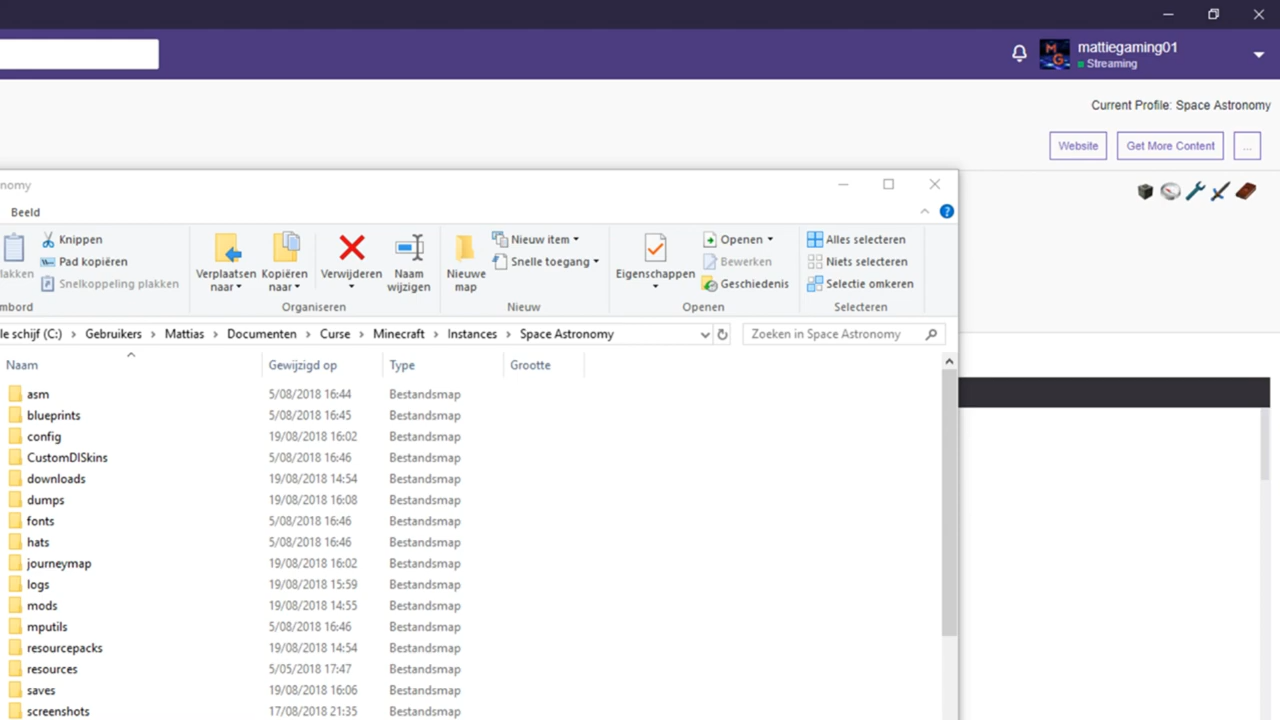 mattiegaming01
Streaming
Current Profile: Space Astronomy
Website
Get More Content
...
nomy
Beeld
lakken
Knippen
Pad kopiëren
Snelkoppeling plakken
mbord
Verplaatsen naar
Kopiëren naar
Verwijderen
Naam wijzigen
Organiseren
Nieuwe map
Nieuw item
Snelle toegang
Nieuw
Eigenschappen
Openen
Bewerken
Geschiedenis
Openen
Alles selecteren
Niets selecteren
Selectie omkeren
Selecteren
le schijf (C:) > Gebruikers > Mattias > Documenten > Curse > Minecraft > Instances > Space Astronomy
Zoeken in Space Astronomy
Naam Gewijzigd op Type Grootte
asm 5/08/2018 16:44 Bestandsmap
blueprints 5/08/2018 16:45 Bestandsmap
config 19/08/2018 16:02 Bestandsmap
CustomDISkins 5/08/2018 16:46 Bestandsmap
downloads 19/08/2018 14:54 Bestandsmap
dumps 19/08/2018 16:08 Bestandsmap
fonts 5/08/2018 16:46 Bestandsmap
hats 5/08/2018 16:46 Bestandsmap
journeymap 19/08/2018 16:02 Bestandsmap
logs 19/08/2018 15:59 Bestandsmap
mods 19/08/2018 14:55 Bestandsmap
mputils 5/08/2018 16:46 Bestandsmap
resourcepacks 19/08/2018 14:54 Bestandsmap
resources 5/05/2018 17:47 Bestandsmap
saves 19/08/2018 16:06 Bestandsmap
screenshots 17/08/2018 21:35 Bestandsmap